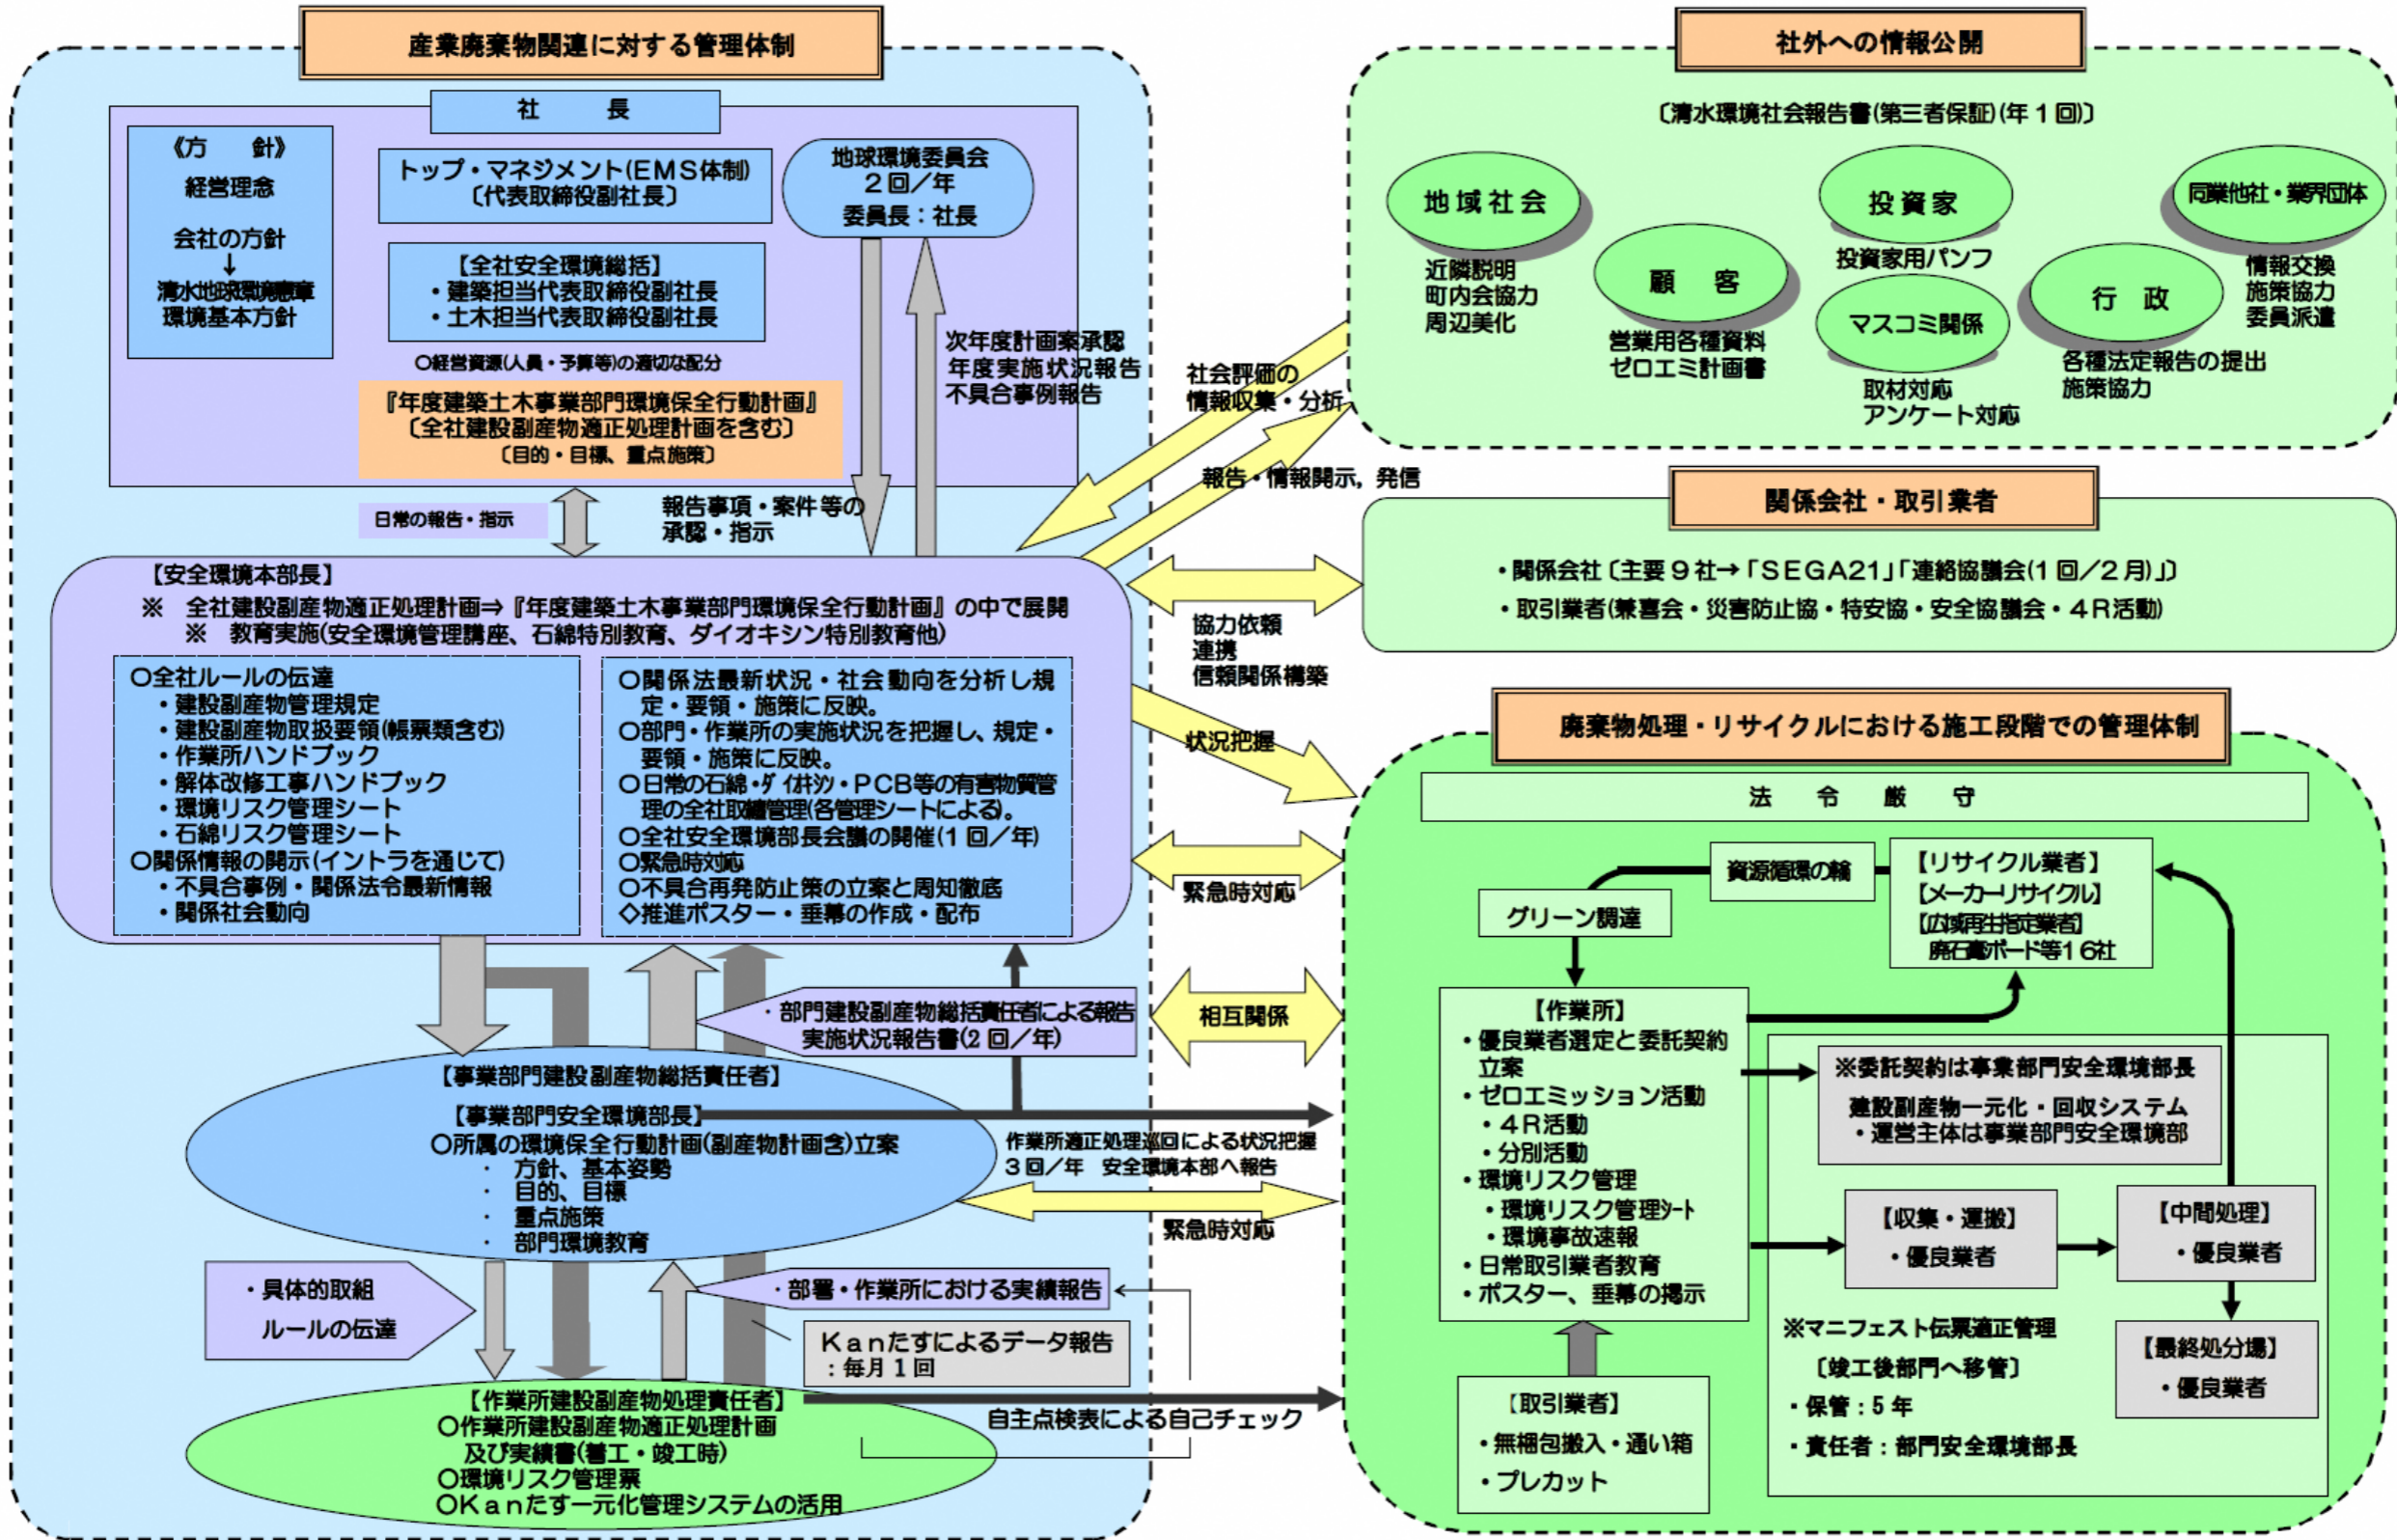 産業廃棄物関連に対する管理体制
社　　　長
《方　　針》
経営理念
会社の方針
↓
清水地球環境憲章
環境基本方針
トップ・マネジメント(EMS体制)
〔代表取締役副社長〕
【全社安全環境総括】
・建築担当代表取締役副社長
・土木担当代表取締役副社長
○経営資源(人員・予算等)の適切な配分
『年度建築土木事業部門環境保全行動計画』
〔全社建設副産物適正処理計画を含む〕
〔目的・目標、重点施策〕
地球環境委員会
2回／年
委員長：社長
次年度計画案承認
年度実施状況報告
不具合事例報告
日常の報告・指示
報告事項・案件等の
承認・指示
【安全環境本部長】
※　全社建設副産物適正処理計画⇒『年度建築土木事業部門環境保全行動計画』の中で展開
※　教育実施(安全環境管理講座、石綿特別教育、ダイオキシン特別教育他)
○全社ルールの伝達
・建設副産物管理規定
・建設副産物取扱要領(帳票類含む)
・作業所ハンドブック
・解体改修工事ハンドブック
・環境リスク管理シート
・石綿リスク管理シート
○関係情報の開示(イントラを通じて)
・不具合事例・関係法令最新情報
・関係社会動向
○関係法最新状況・社会動向を分析し規
定・要領・施策に反映。
○部門・作業所の実施状況を把握し、規定・
要領・施策に反映。
○日常の石綿・ダイオキシン・PCB等の有害物質管
理の全社取纏管理(各管理シートによる)。
○全社安全環境部長会議の開催(1回／年)
○緊急時対応
○不具合再発防止策の立案と周知徹底
◇推進ポスター・垂幕の作成・配布
・部門建設副産物総括責任者による報告
実施状況報告書(2回／年)
【事業部門建設副産物総括責任者】
【事業部門安全環境部長】
○所属の環境保全行動計画(副産物計画含)立案
・　方針、基本姿勢
・　目的、目標
・　重点施策
・　部門環境教育
作業所適正処理巡回による状況把握
3回／年　安全環境本部へ報告
緊急時対応
・具体的取組
ルールの伝達
・部署・作業所における実績報告
Kanたすによるデータ報告
：毎月1回
【作業所建設副産物処理責任者】
○作業所建設副産物適正処理計画
及び実績書(着工・竣工時)
○環境リスク管理票
○Kanたす一元化管理システムの活用
自主点検表による自己チェック
社会評価の
情報収集・分析
報告・情報開示，発信
協力依頼
連携
信頼関係構築
状況把握
緊急時対応
相互関係
社外への情報公開
〔清水環境社会報告書(第三者保証)(年1回)〕
地域社会
近隣説明
町内会協力
周辺美化
顧　客
営業用各種資料
ゼロエミ計画書
投資家
投資家用パンフ
マスコミ関係
取材対応
アンケート対応
行　政
各種法定報告の提出
施策協力
同業他社・業界団体
情報交換
施策協力
委員派遣
関係会社・取引業者
・関係会社〔主要9社→「SEGA21」「連絡協議会(1回／2月)」〕
・取引業者(兼喜会・災害防止協・特安協・安全協議会・4R活動)
廃棄物処理・リサイクルにおける施工段階での管理体制
法　令　厳　守
資源循環の輪
グリーン調達
【リサイクル業者】
【メーカーリサイクル】
【広域再生指定業者】
廃石膏ボード等16社
【作業所】
・優良業者選定と委託契約
立案
・ゼロエミッション活動
・4R活動
・分別活動
・環境リスク管理
・環境リスク管理シート
・環境事故速報
・日常取引業者教育
・ポスター、垂幕の掲示
※委託契約は事業部門安全環境部長
建設副産物一元化・回収システム
・運営主体は事業部門安全環境部
【収集・運搬】
・優良業者
【中間処理】
・優良業者
【最終処分場】
・優良業者
※マニフェスト伝票適正管理
〔竣工後部門へ移管〕
・保管：5年
・責任者：部門安全環境部長
【取引業者】
・無梱包搬入・通い箱
・プレカット